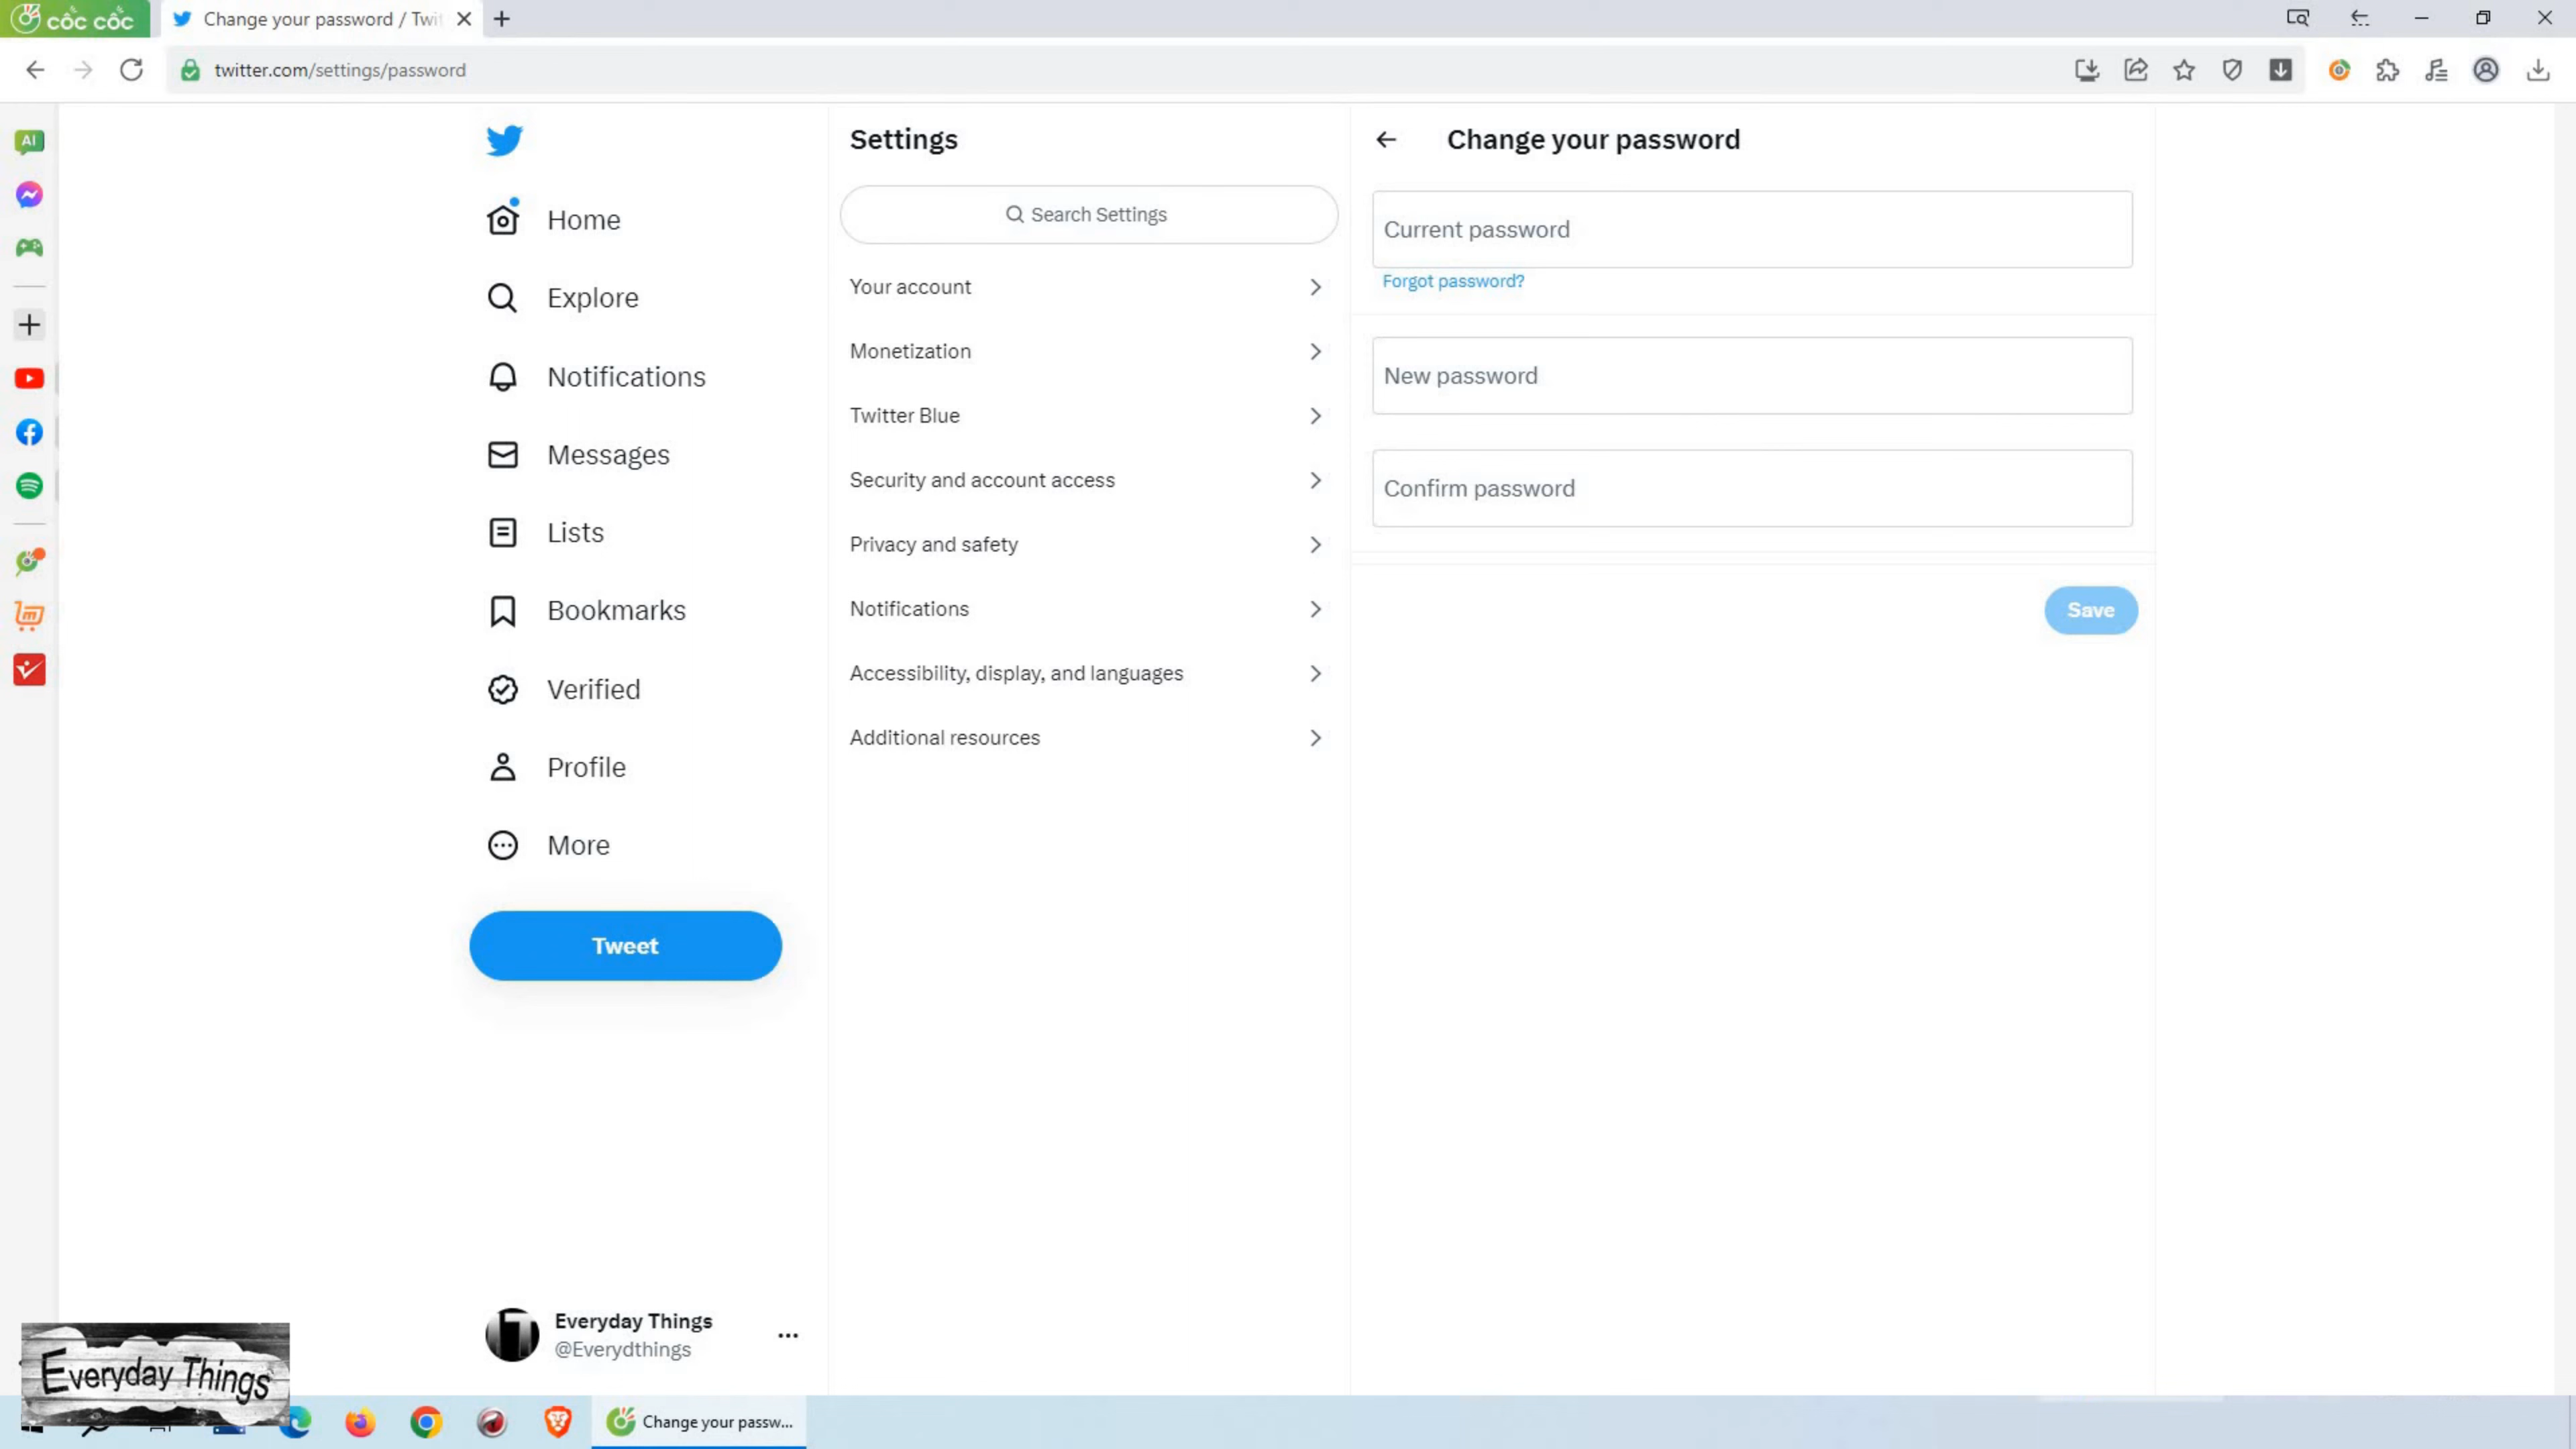 cốc cốc
Change your password / Twit
twitter.com/settings/password
AI
Home
Explore
Notifications
Messages
Lists
Bookmarks
Verified
Profile
More
Tweet
Everyday Things
@Everydthings
Settings
Search Settings
Your account
Monetization
Twitter Blue
Security and account access
Privacy and safety
Notifications
Accessibility, display, and languages
Additional resources
Change your password
Current password
Forgot password?
New password
Confirm password
Save
Everyday Things
Change your passw...